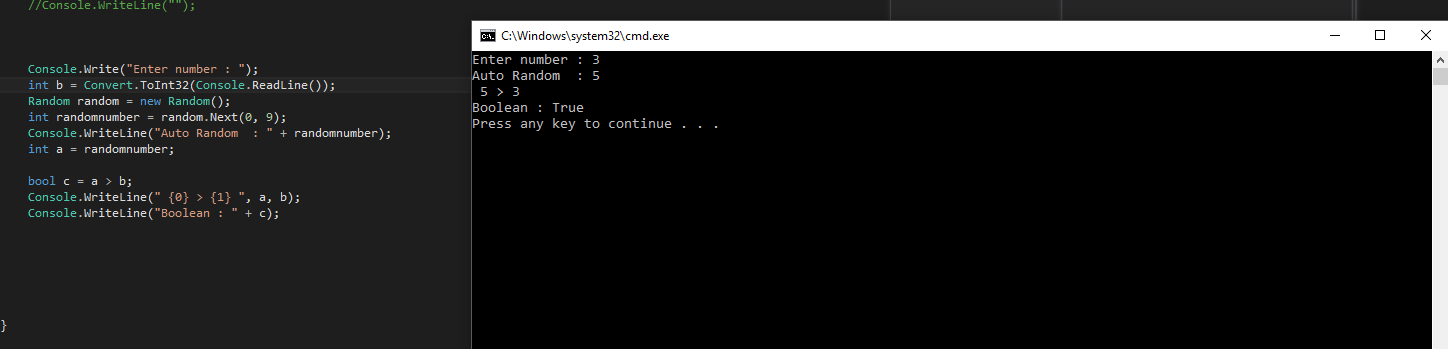 //Console.WriteLine("");
Console.Write("Enter number : ");
int b = Convert.ToInt32(Console.ReadLine());
Random random = new Random();
int randomnumber = random.Next(0, 9);
Console.WriteLine("Auto Random  : " + randomnumber);
int a = randomnumber;
bool c = a > b;
Console.WriteLine(" {0} > {1} ", a, b);
Console.WriteLine("Boolean : " + c);
}
C:\Windows\system32\cmd.exe
Enter number : 3
Auto Random  : 5
 5 > 3
Boolean : True
Press any key to continue . . .